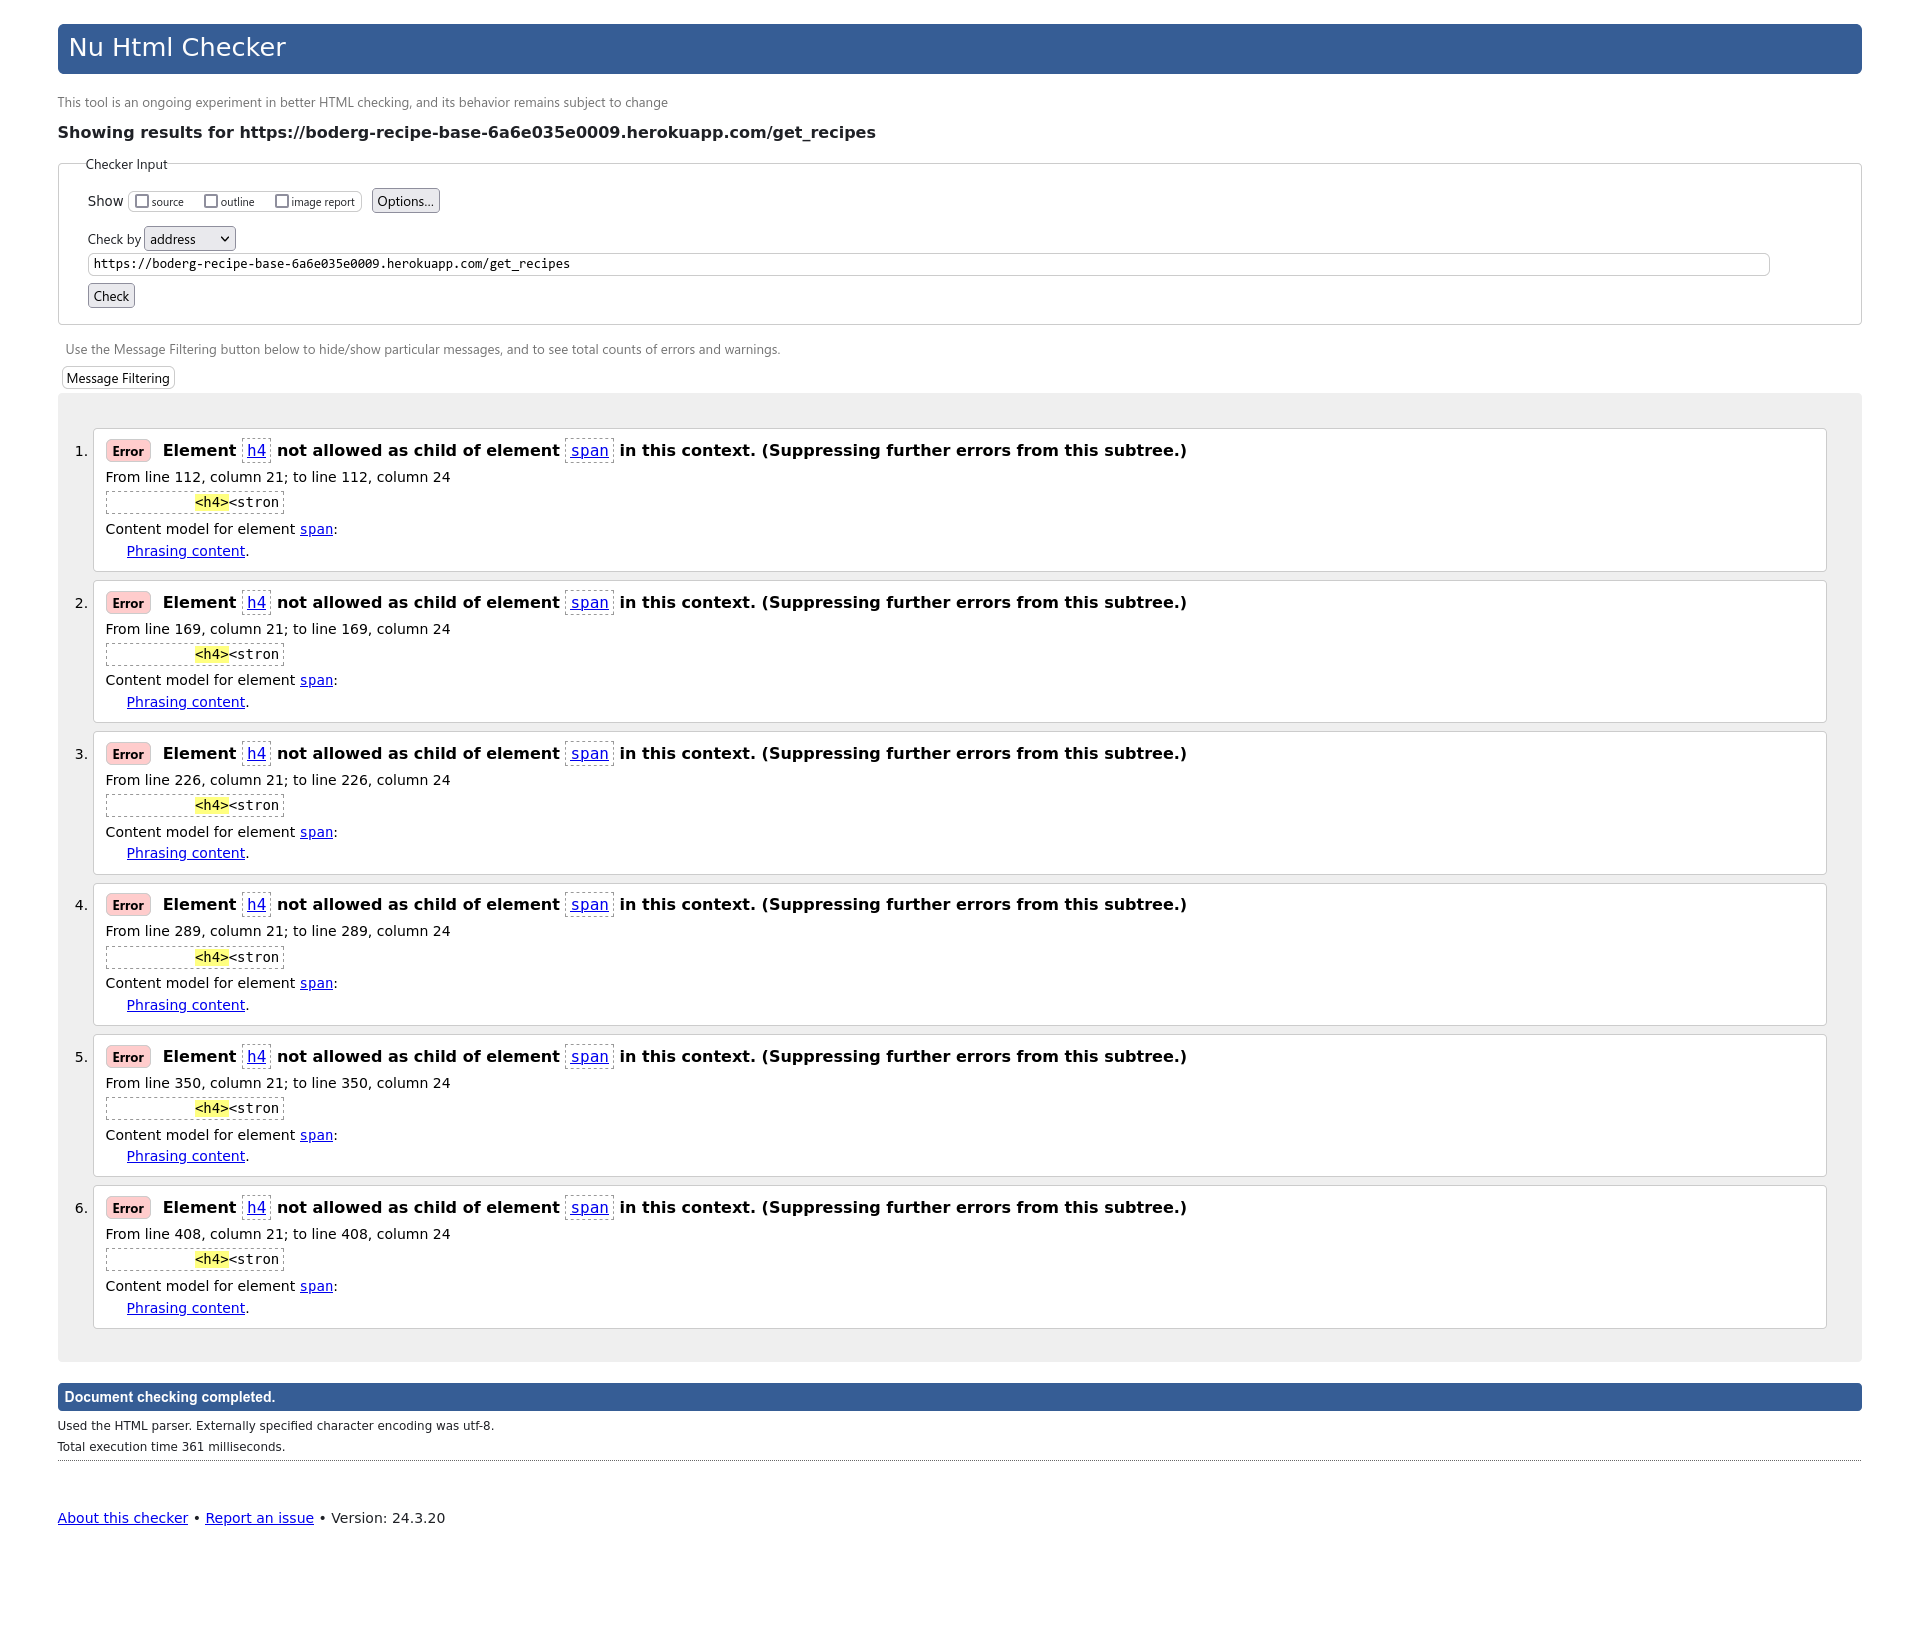 Nu Html Checker
This tool is an ongoing experiment in better HTML checking, and its behavior remains subject to change
Showing results for https://boderg-recipe-base-6a6e035e0009.herokuapp.com/get_recipes
Checker Input
Show source outline image report Options...
Check by address
https://boderg-recipe-base-6a6e035e0009.herokuapp.com/get_recipes
Check
Use the Message Filtering button below to hide/show particular messages, and to see total counts of errors and warnings.
Message Filtering
1. Error Element h4 not allowed as child of element span in this context. (Suppressing further errors from this subtree.)
From line 112, column 21; to line 112, column 24
<h4><stron
Content model for element span:
Phrasing content.
2. Error Element h4 not allowed as child of element span in this context. (Suppressing further errors from this subtree.)
From line 169, column 21; to line 169, column 24
<h4><stron
Content model for element span:
Phrasing content.
3. Error Element h4 not allowed as child of element span in this context. (Suppressing further errors from this subtree.)
From line 226, column 21; to line 226, column 24
<h4><stron
Content model for element span:
Phrasing content.
4. Error Element h4 not allowed as child of element span in this context. (Suppressing further errors from this subtree.)
From line 289, column 21; to line 289, column 24
<h4><stron
Content model for element span:
Phrasing content.
5. Error Element h4 not allowed as child of element span in this context. (Suppressing further errors from this subtree.)
From line 350, column 21; to line 350, column 24
<h4><stron
Content model for element span:
Phrasing content.
6. Error Element h4 not allowed as child of element span in this context. (Suppressing further errors from this subtree.)
From line 408, column 21; to line 408, column 24
<h4><stron
Content model for element span:
Phrasing content.
Document checking completed.
Used the HTML parser. Externally specified character encoding was utf-8.
Total execution time 361 milliseconds.
About this checker • Report an issue • Version: 24.3.20